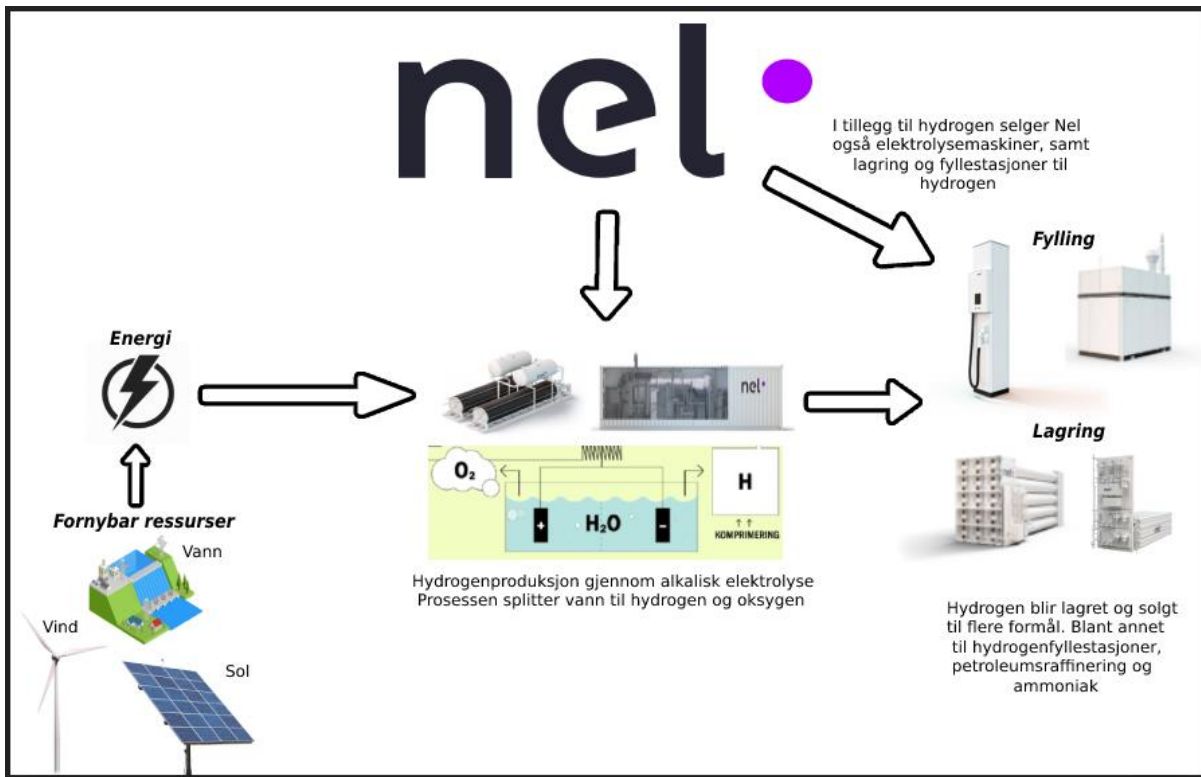 nel
I tillegg til hydrogen selger Nel
også elektrolysemaskiner, samt
lagring og fyllestasjoner til
hydrogen
Fylling
Energi
nel
Lagring
O₂
H
H₂O
+
−
KOMPRIMERING
Fornybar ressurser
Vann
Vind
Sol
Hydrogenproduksjon gjennom alkalisk elektrolyse
Prosessen splitter vann til hydrogen og oksygen
Hydrogen blir lagret og solgt
til flere formål. Blant annet
til hydrogenfyllestasjoner,
petroleumsraffinering og
ammoniak